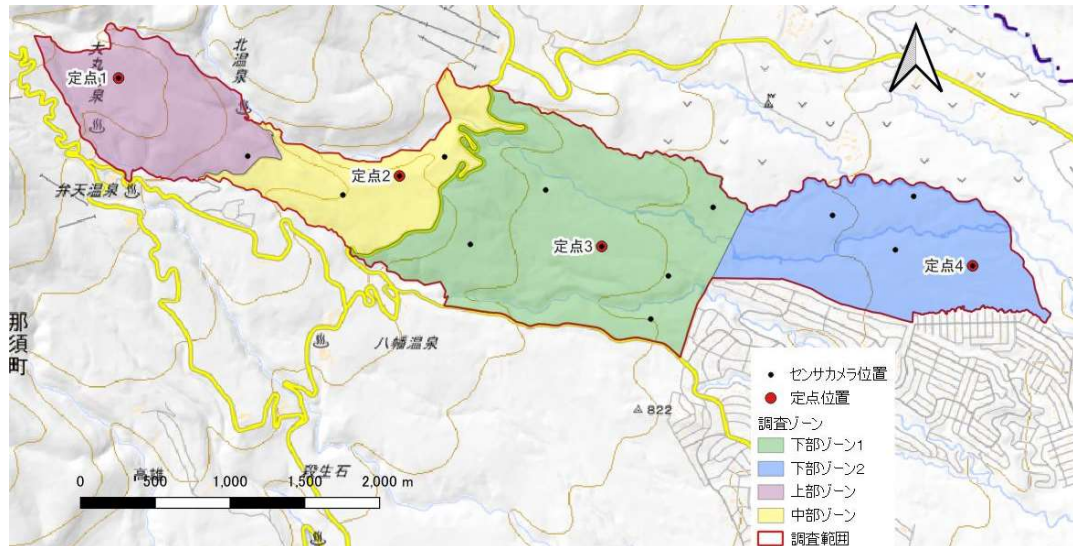 大丸温泉
北温泉
定点1
定点2
弁天温泉
定点3
定点4
那須町
八幡温泉
822
高雄
殺生石
0 500 1,000 1,500 2,000 m
センサカメラ位置
定点位置
調査ゾーン
下部ゾーン1
下部ゾーン2
上部ゾーン
中部ゾーン
調査範囲